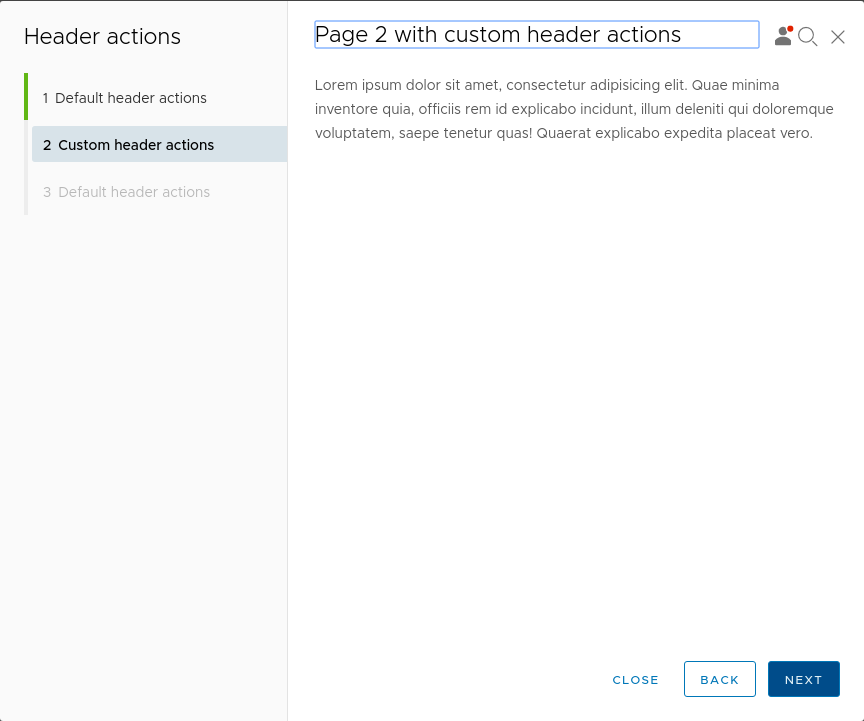 Header actions
1 Default header actions
2 Custom header actions
3 Default header actions
Page 2 with custom header actions
Lorem ipsum dolor sit amet, consectetur adipisicing elit. Quae minima
inventore quia, officiis rem id explicabo incidunt, illum deleniti qui doloremque
voluptatem, saepe tenetur quas! Quaerat explicabo expedita placeat vero.
CLOSE
BACK
NEXT